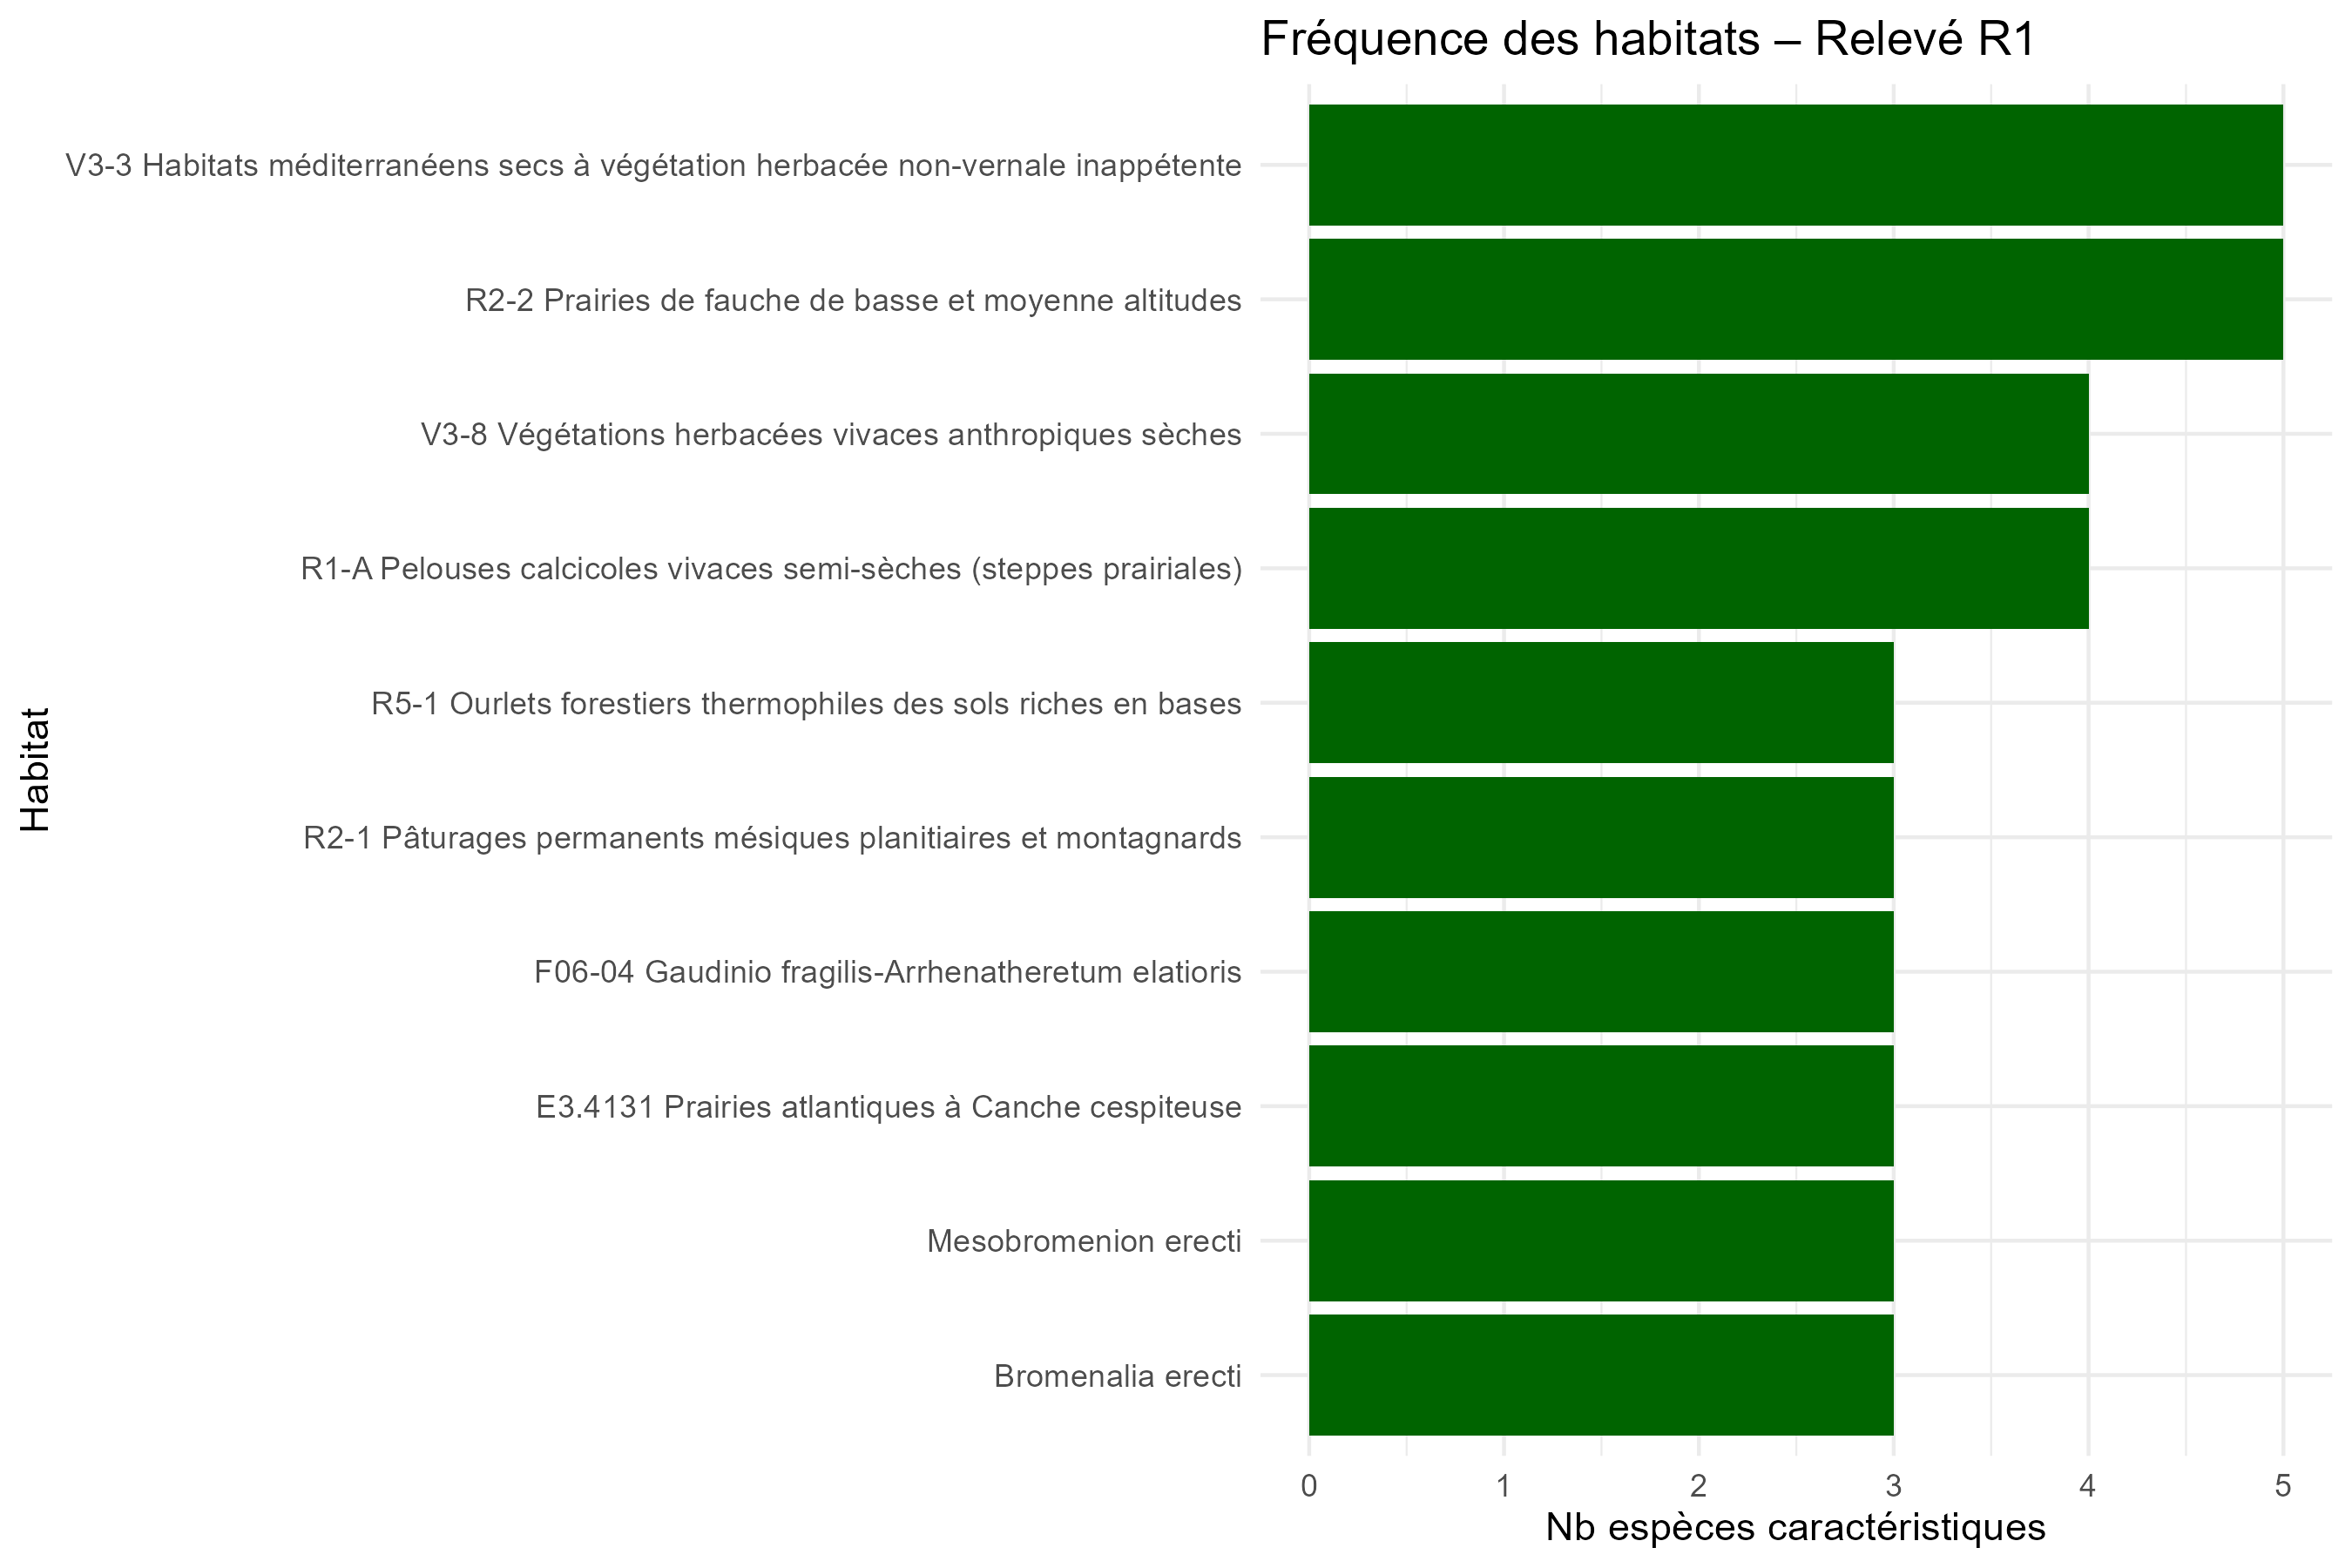 Fréquence des habitats – Relevé R1
V3-3 Habitats méditerranéens secs à végétation herbacée non-vernale inappétente
R2-2 Prairies de fauche de basse et moyenne altitudes
V3-8 Végétations herbacées vivaces anthropiques sèches
R1-A Pelouses calcicoles vivaces semi-sèches (steppes prairiales)
R5-1 Ourlets forestiers thermophiles des sols riches en bases
R2-1 Pâturages permanents mésiques planitiaires et montagnards
F06-04 Gaudinio fragilis-Arrhenatheretum elatioris
E3.4131 Prairies atlantiques à Canche cespiteuse
Mesobromenion erecti
Bromenalia erecti
Habitat
0 1 2 3 4 5
Nb espèces caractéristiques